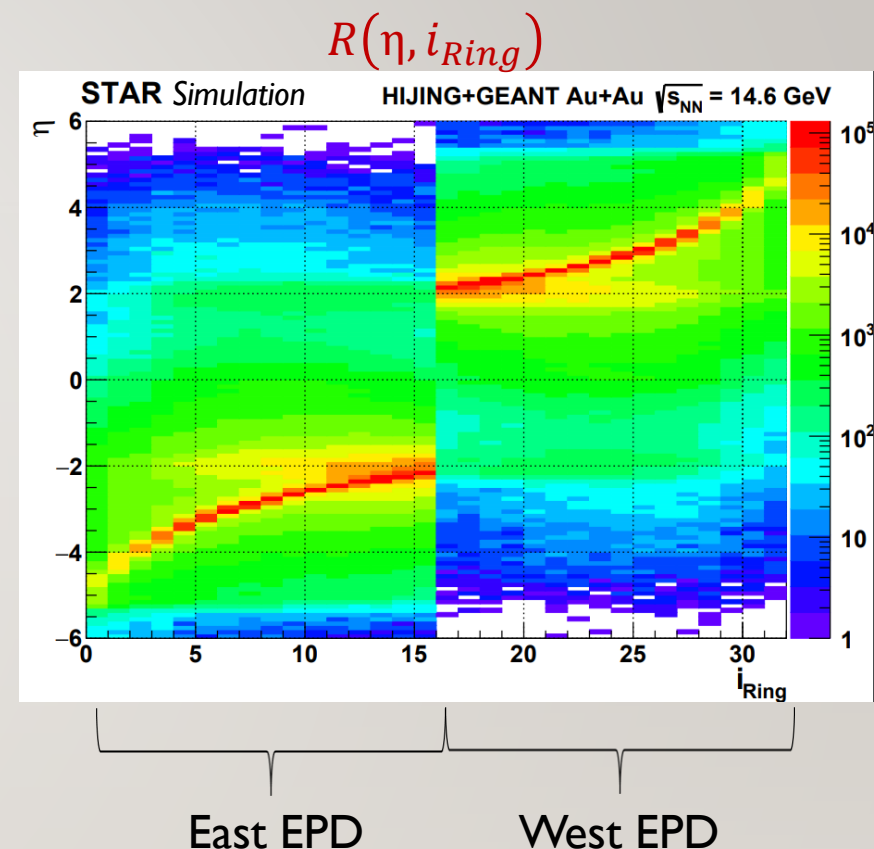 R(η, i_Ring)
STAR Simulation HIJING+GEANT Au+Au √s_NN = 14.6 GeV
η
6
4
2
0
−2
−4
−6
0 5 10 15 20 25 30
i_Ring
10^5
10^4
10^3
10^2
10
1
East EPD West EPD